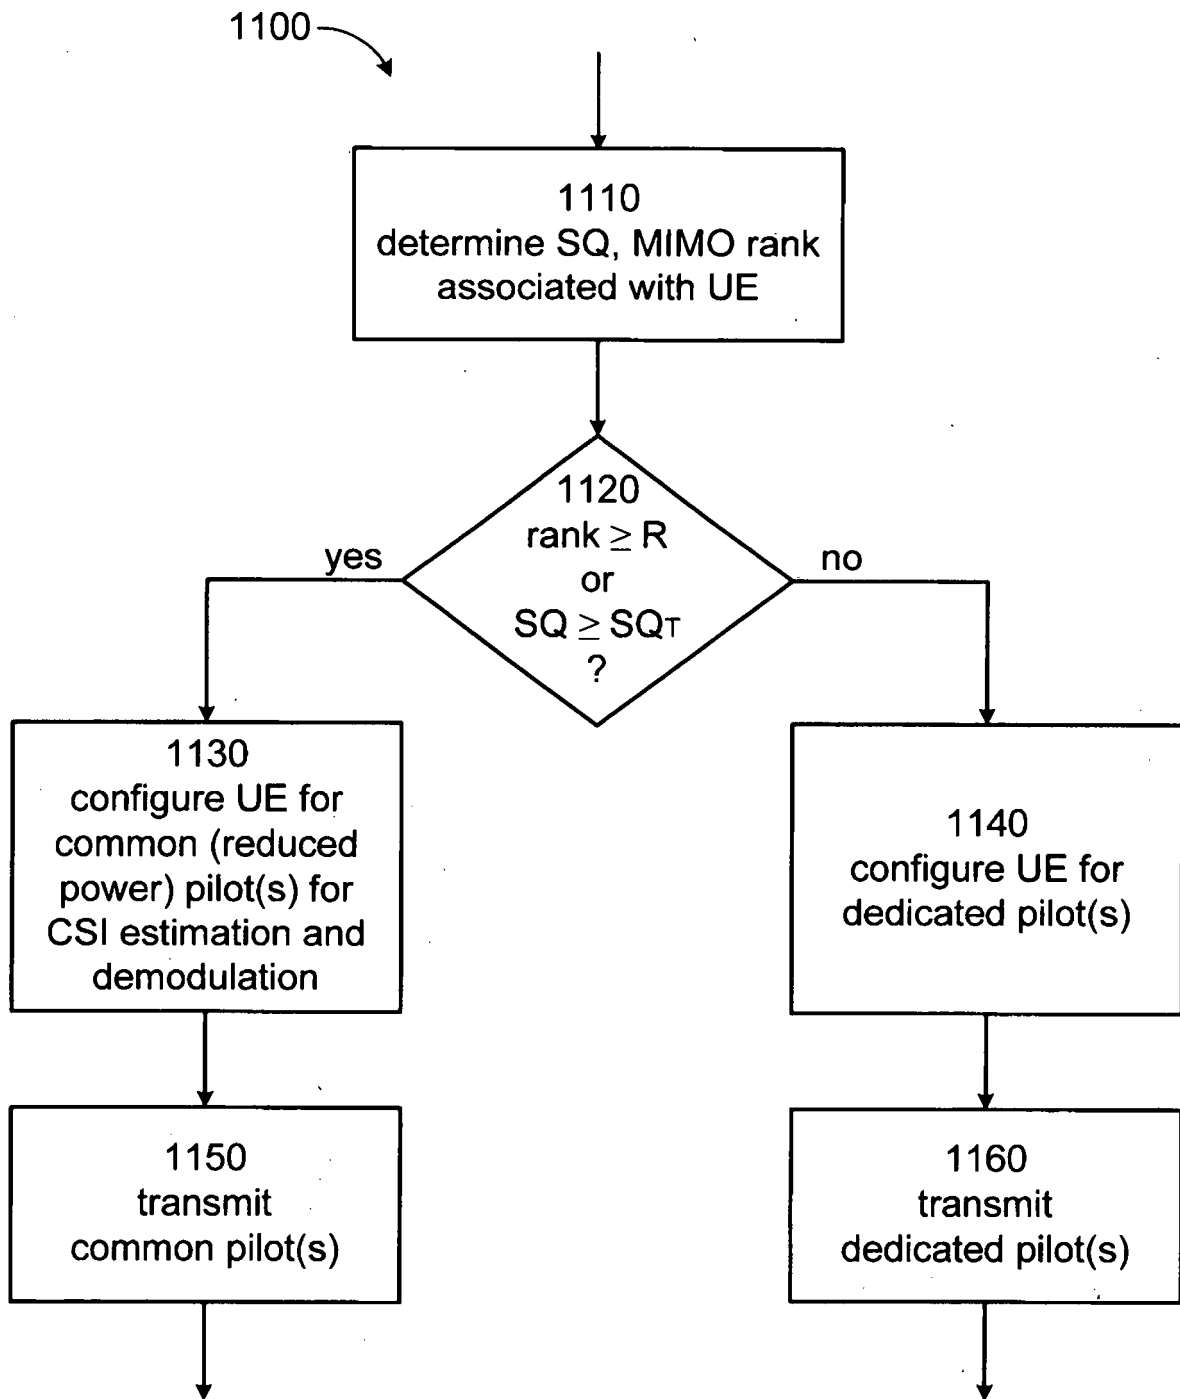 1100
1110
determine SQ, MIMO rank
associated with UE
1120
rank ≥ R
or
SQ ≥ SQT
?
yes
no
1130
configure UE for
common (reduced
power) pilot(s) for
CSI estimation and
demodulation
1140
configure UE for
dedicated pilot(s)
1150
transmit
common pilot(s)
1160
transmit
dedicated pilot(s)